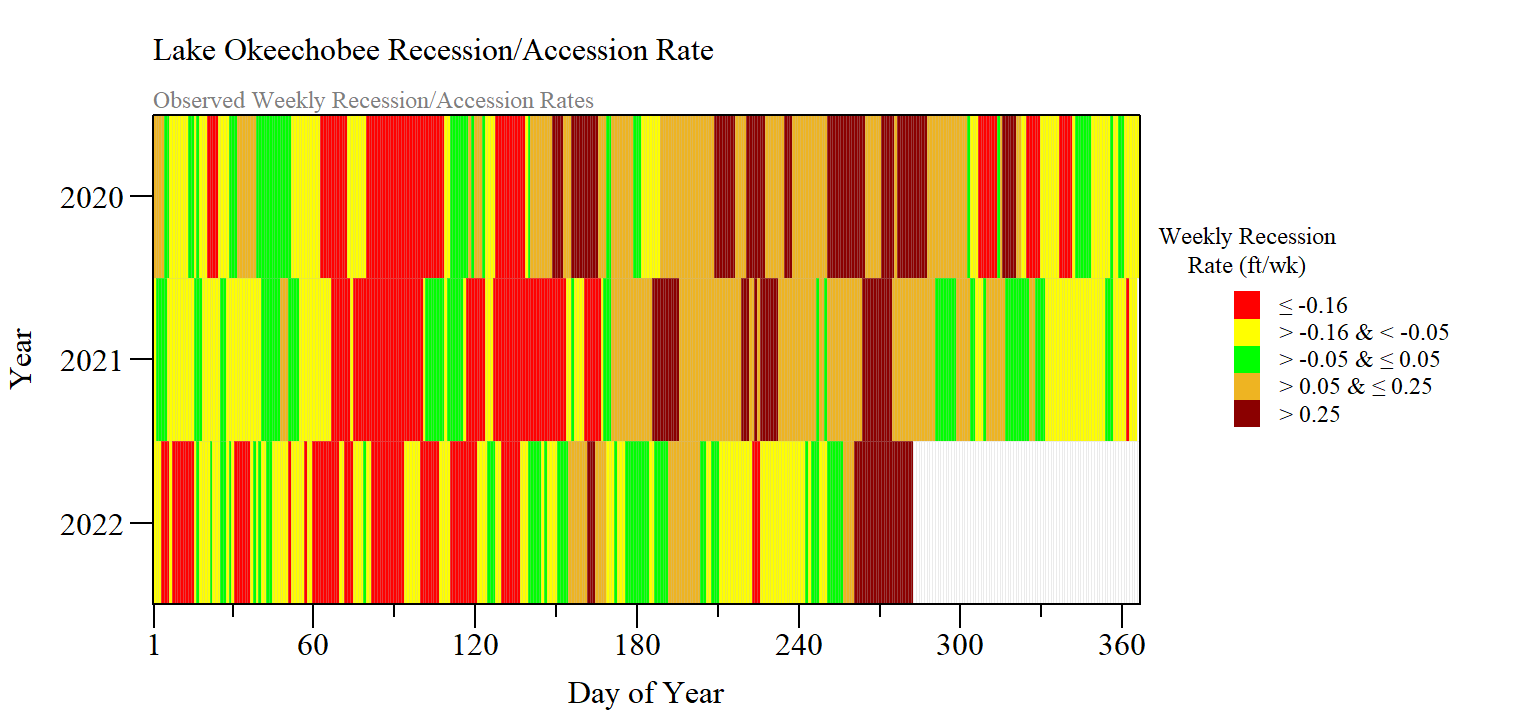 Lake Okeechobee Recession/Accession Rate
Observed Weekly Recession/Accession Rates
Year
2020
2021
2022
1
60
120
180
240
300
360
Day of Year
Weekly Recession
Rate (ft/wk)
≤ -0.16
> -0.16 & < -0.05
> -0.05 & ≤ 0.05
> 0.05 & ≤ 0.25
> 0.25